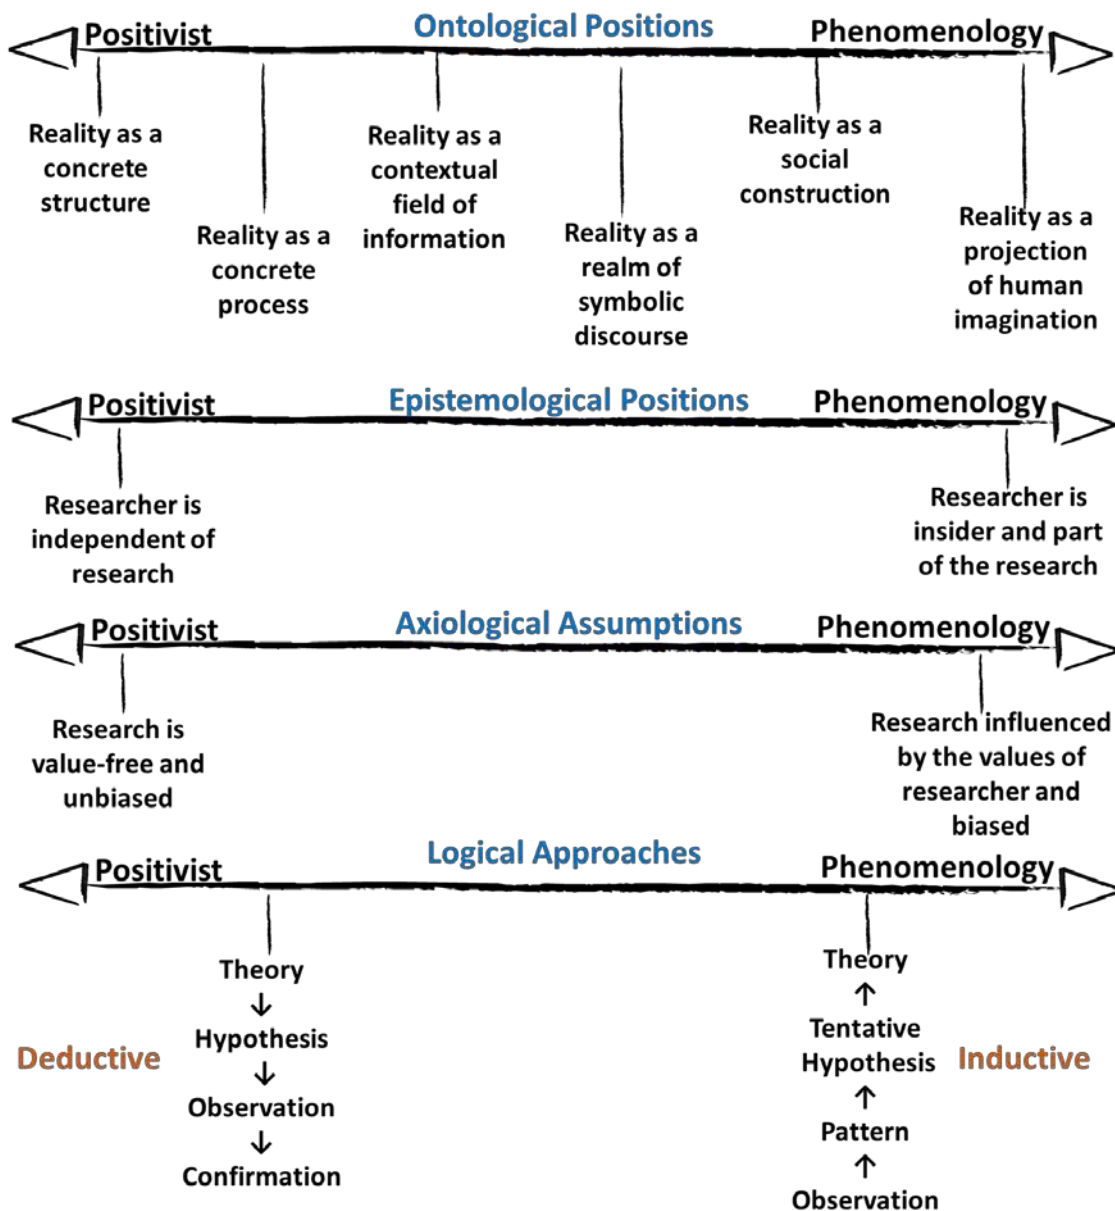 Positivist
Ontological Positions
Phenomenology
Reality as a
concrete
structure
Reality as a
concrete
process
Reality as a
contextual
field of
information
Reality as a
realm of
symbolic
discourse
Reality as a
social
construction
Reality as a
projection
of human
imagination
Positivist
Epistemological Positions
Phenomenology
Researcher is
independent of
research
Researcher is
insider and part
of the research
Positivist
Axiological Assumptions
Phenomenology
Research is
value-free and
unbiased
Research influenced
by the values of
researcher and
biased
Positivist
Logical Approaches
Phenomenology
Deductive
Theory
↓
Hypothesis
↓
Observation
↓
Confirmation
Theory
↑
Tentative
Hypothesis
↑
Pattern
↑
Observation
Inductive